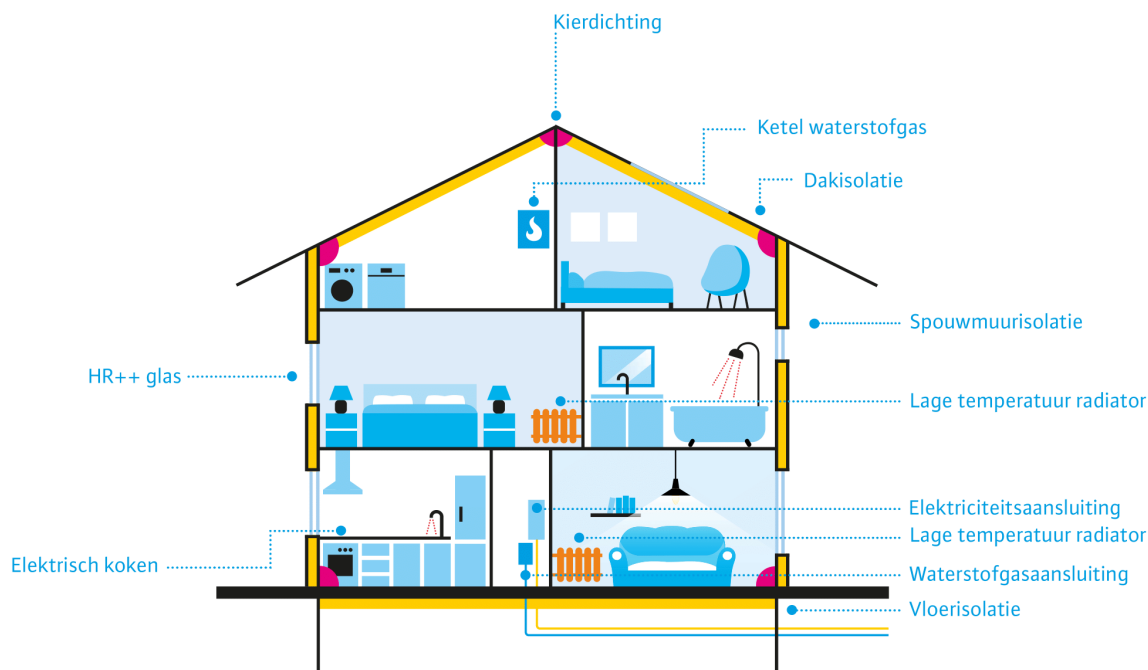 Kierdichting
Ketel waterstofgas
Dakisolatie
Spouwmuurisolatie
HR++ glas
Lage temperatuur radiator
Elektriciteitsaansluiting
Lage temperatuur radiator
Elektrisch koken
Waterstofgasaansluiting
Vloerisolatie